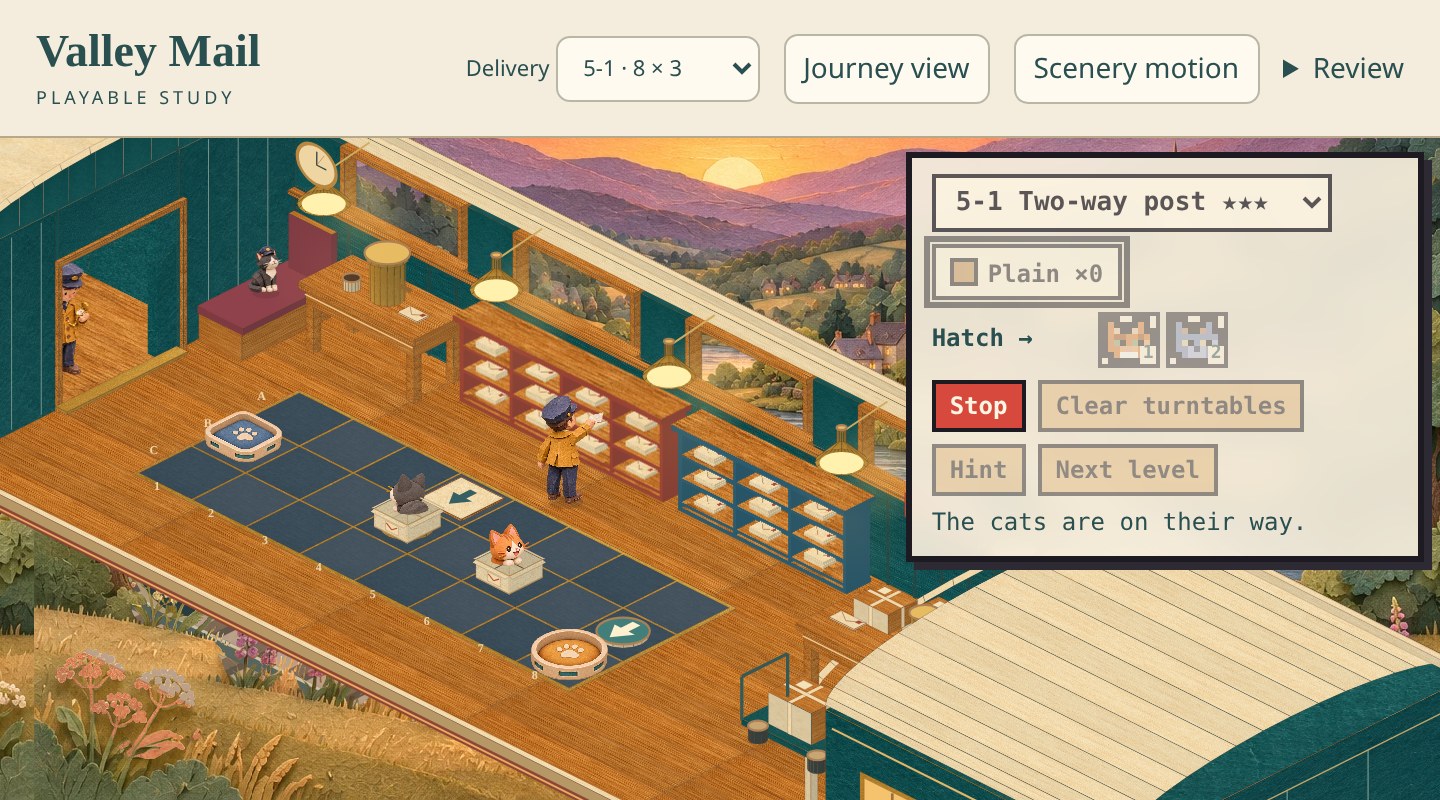 Valley Mail
PLAYABLE STUDY
Delivery
5-1 · 8 × 3
Journey view
Scenery motion
▶ Review
5-1 Two-way post ★★★
Plain ×0
Hatch →
1
2
Stop
Clear turntables
Hint
Next level
The cats are on their way.
A
B
C
1
2
3
4
5
6
7
8